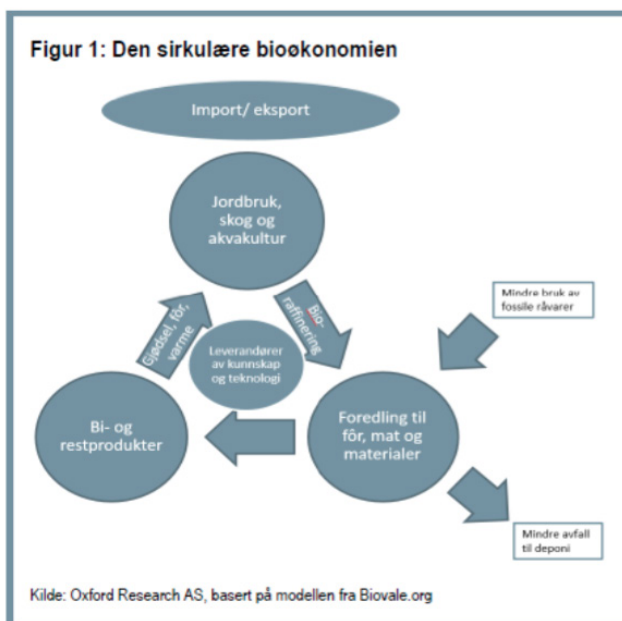 Figur 1: Den sirkulære bioøkonomien
Import/ eksport
Jordbruk,
skog og
akvakultur
Mindre bruk av
fossile råvarer
Gjødsel, fôr,
varme
Bio-
raffinering
Leverandører
av kunnskap
og teknologi
Bi- og
restprodukter
Foredling til
fôr, mat og
materialer
Mindre avfall
til deponi
Kilde: Oxford Research AS, basert på modellen fra Biovale.org